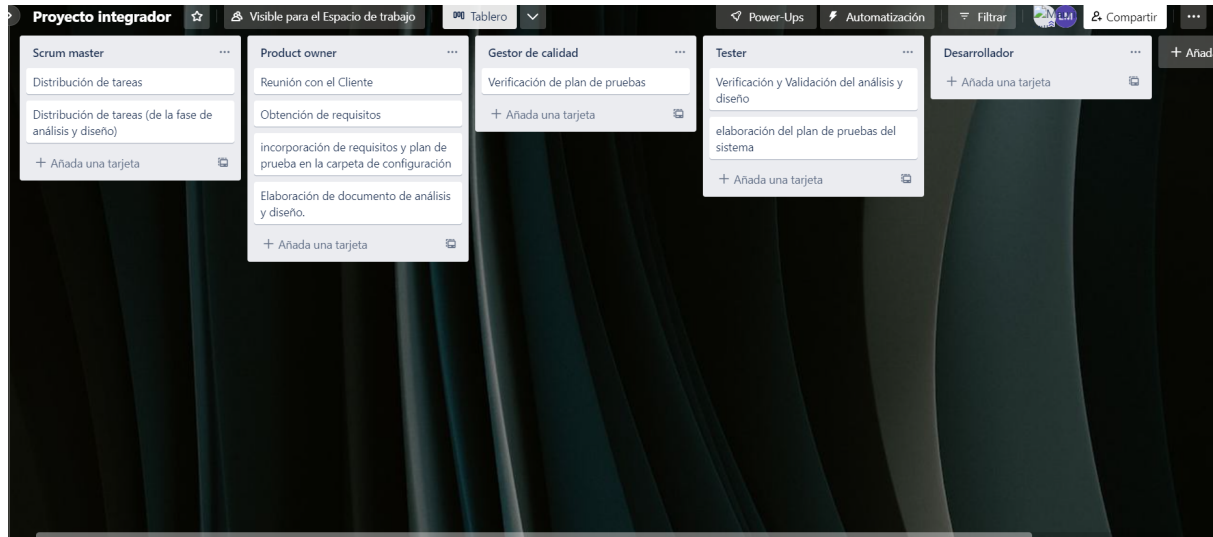 Proyecto integrador
Visible para el Espacio de trabajo
Tablero
Power-Ups
Automatización
Filtrar
LM
Compartir
Scrum master
Distribución de tareas
Distribución de tareas (de la fase de
análisis y diseño)
+ Añada una tarjeta
Product owner
Reunión con el Cliente
Obtención de requisitos
incorporación de requisitos y plan de
prueba en la carpeta de configuración
Elaboración de documento de análisis
y diseño.
+ Añada una tarjeta
Gestor de calidad
Verificación de plan de pruebas
+ Añada una tarjeta
Tester
Verificación y Validación del análisis y
diseño
elaboración del plan de pruebas del
sistema
+ Añada una tarjeta
Desarrollador
+ Añada una tarjeta
+ Añad